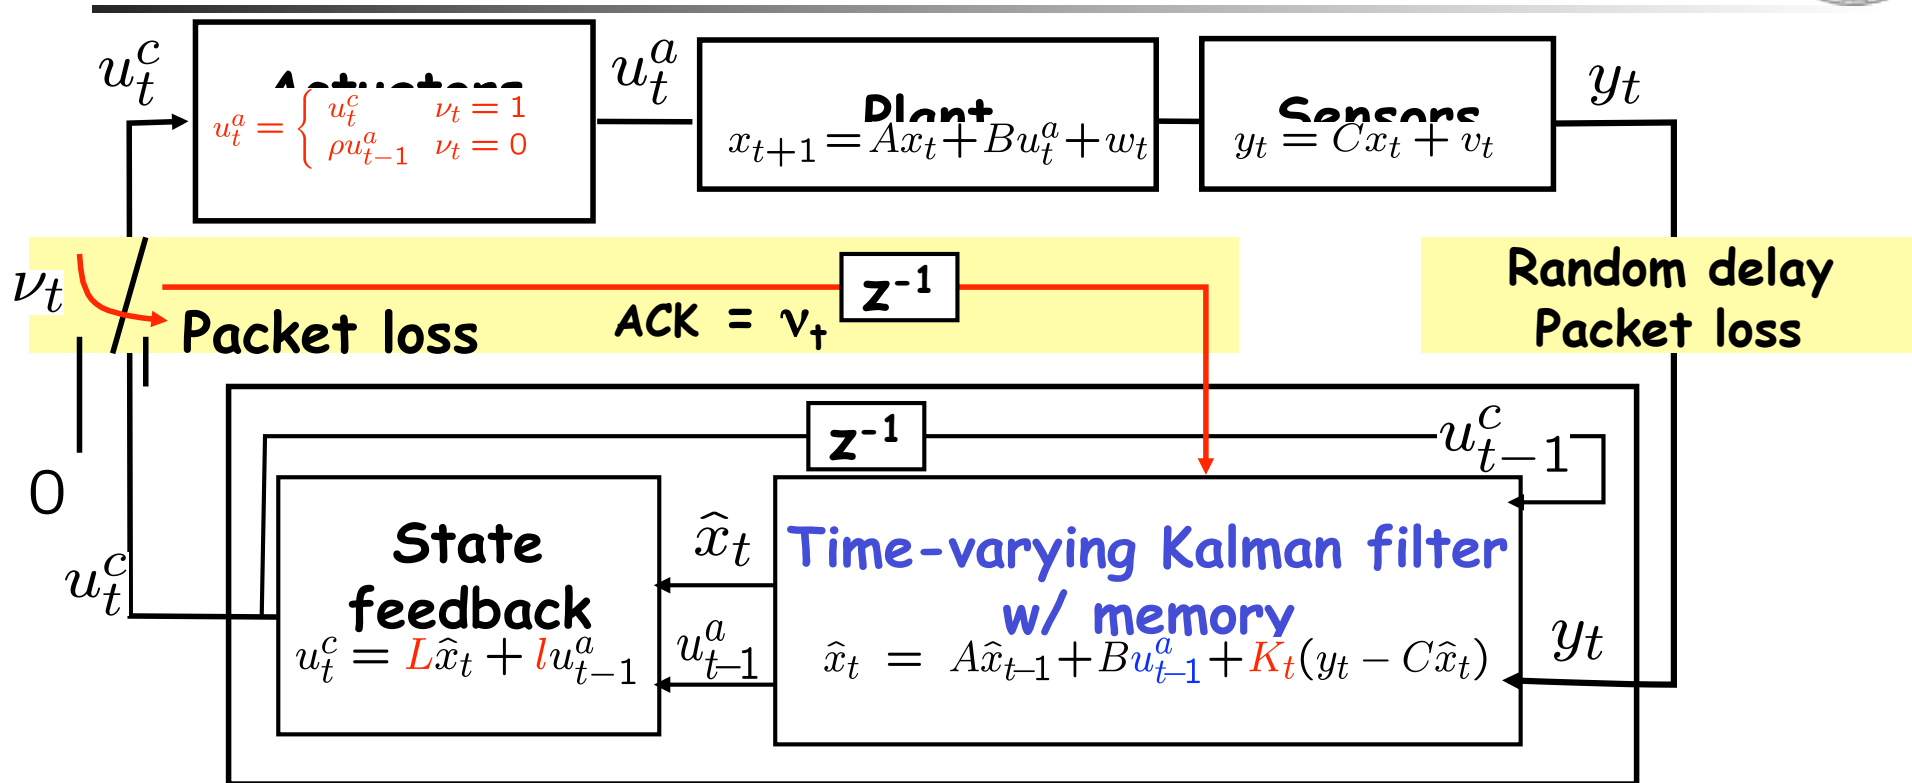 u_t^c
Actuators
u_t^a = { u_t^c  ν_t = 1
ρu_{t-1}^a  ν_t = 0
u_t^a
Plant
x_{t+1} = Ax_t + Bu_t^a + w_t
Sensors
y_t = Cx_t + v_t
y_t
ν_t
Packet loss
ACK = ν_t
z^{-1}
Random delay
Packet loss
0
z^{-1}
u_{t-1}^c
u_t^c
State
feedback
u_t^c = Lx̂_t + lu_{t-1}^a
x̂_t
u_{t-1}^a
Time-varying Kalman filter
w/ memory
x̂_t = Ax̂_{t-1} + Bu_{t-1}^a + K_t(y_t - Cx̂_t)
y_t